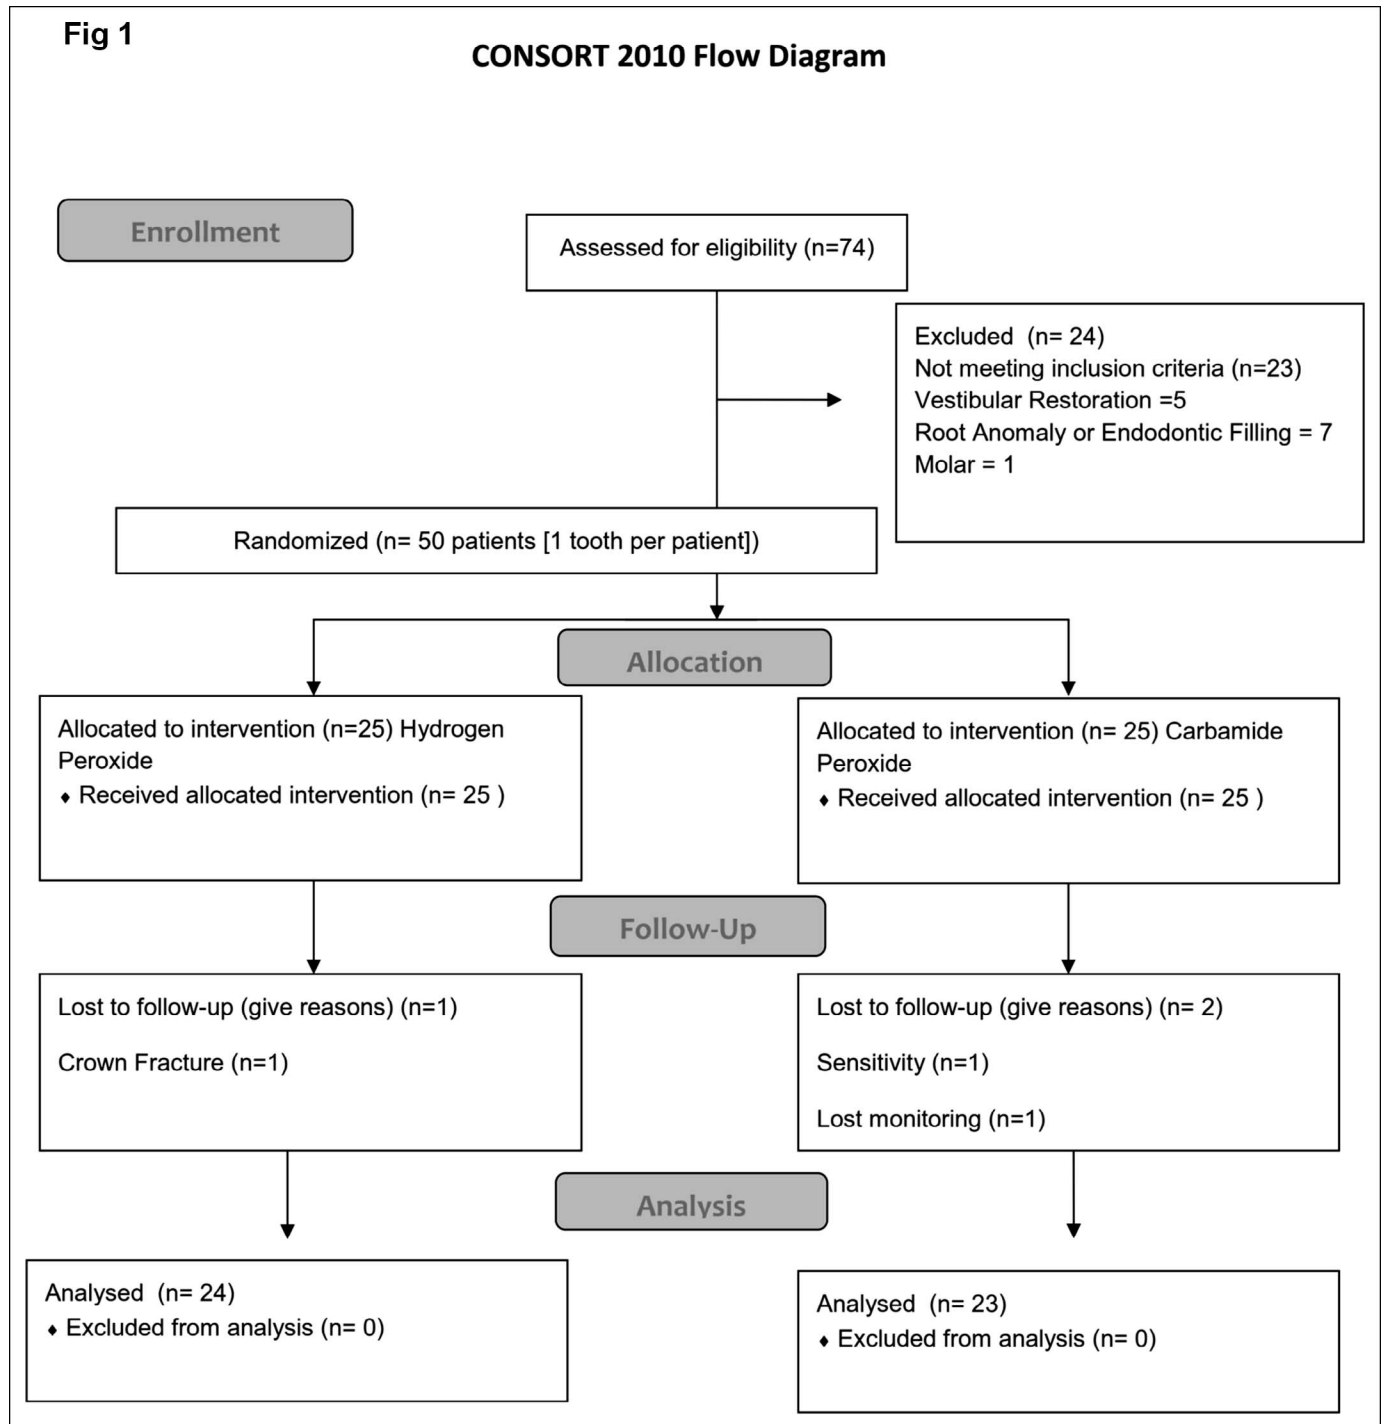 Fig 1
CONSORT 2010 Flow Diagram
Enrollment
Assessed for eligibility (n=74)
Excluded  (n= 24)
Not meeting inclusion criteria (n=23)
Vestibular Restoration =5
Root Anomaly or Endodontic Filling = 7
Molar = 1
Randomized (n= 50 patients [1 tooth per patient])
Allocation
Allocated to intervention (n=25) Hydrogen
Peroxide
♦ Received allocated intervention (n= 25 )
Allocated to intervention (n= 25) Carbamide
Peroxide
♦ Received allocated intervention (n= 25 )
Follow-Up
Lost to follow-up (give reasons) (n=1)
Crown Fracture (n=1)
Lost to follow-up (give reasons) (n= 2)
Sensitivity (n=1)
Lost monitoring (n=1)
Analysis
Analysed  (n= 24)
♦ Excluded from analysis (n= 0)
Analysed  (n= 23)
♦ Excluded from analysis (n= 0)